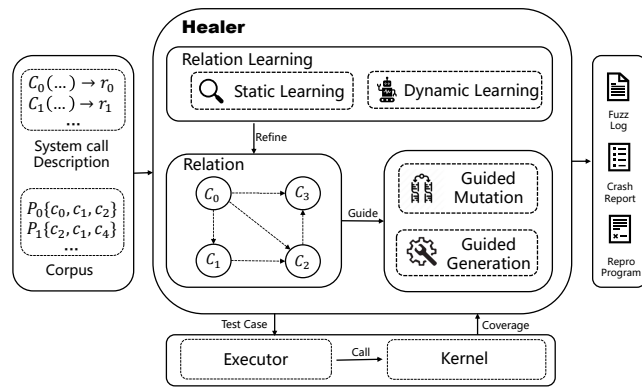 Healer
Relation Learning
Static Learning
Dynamic Learning
C₀(...) → r₀
C₁(...) → r₁
...
System call
Description
P₀{c₀, c₁, c₂}
P₁{c₂, c₁, c₄}
...
Corpus
Refine
Relation
C₀
C₃
C₁
C₂
Guide
Guided
Mutation
Guided
Generation
Fuzz
Log
Crash
Report
Repro
Program
Test Case
Coverage
Executor
Call
Kernel